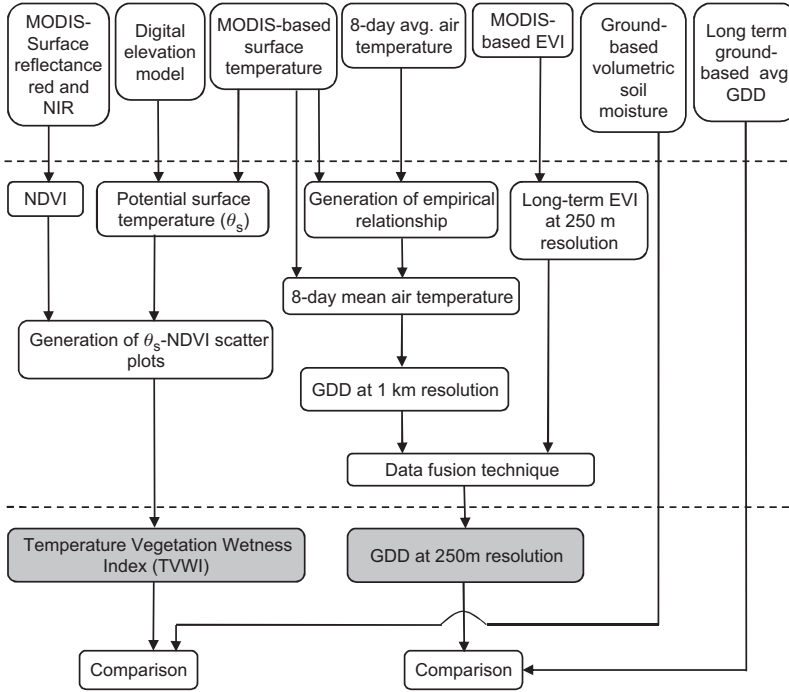 MODIS-
Surface
reflectance
red and
NIR
Digital
elevation
model
MODIS-based
surface
temperature
8-day avg. air
temperature
MODIS-
based EVI
Ground-
based
volumetric
soil
moisture
Long term
ground-
based avg
GDD
NDVI
Potential surface
temperature (θs)
Generation of empirical
relationship
Long-term EVI
at 250 m
resolution
8-day mean air temperature
Generation of θs-NDVI scatter
plots
GDD at 1 km resolution
Data fusion technique
Temperature Vegetation Wetness
Index (TVWI)
GDD at 250m resolution
Comparison
Comparison